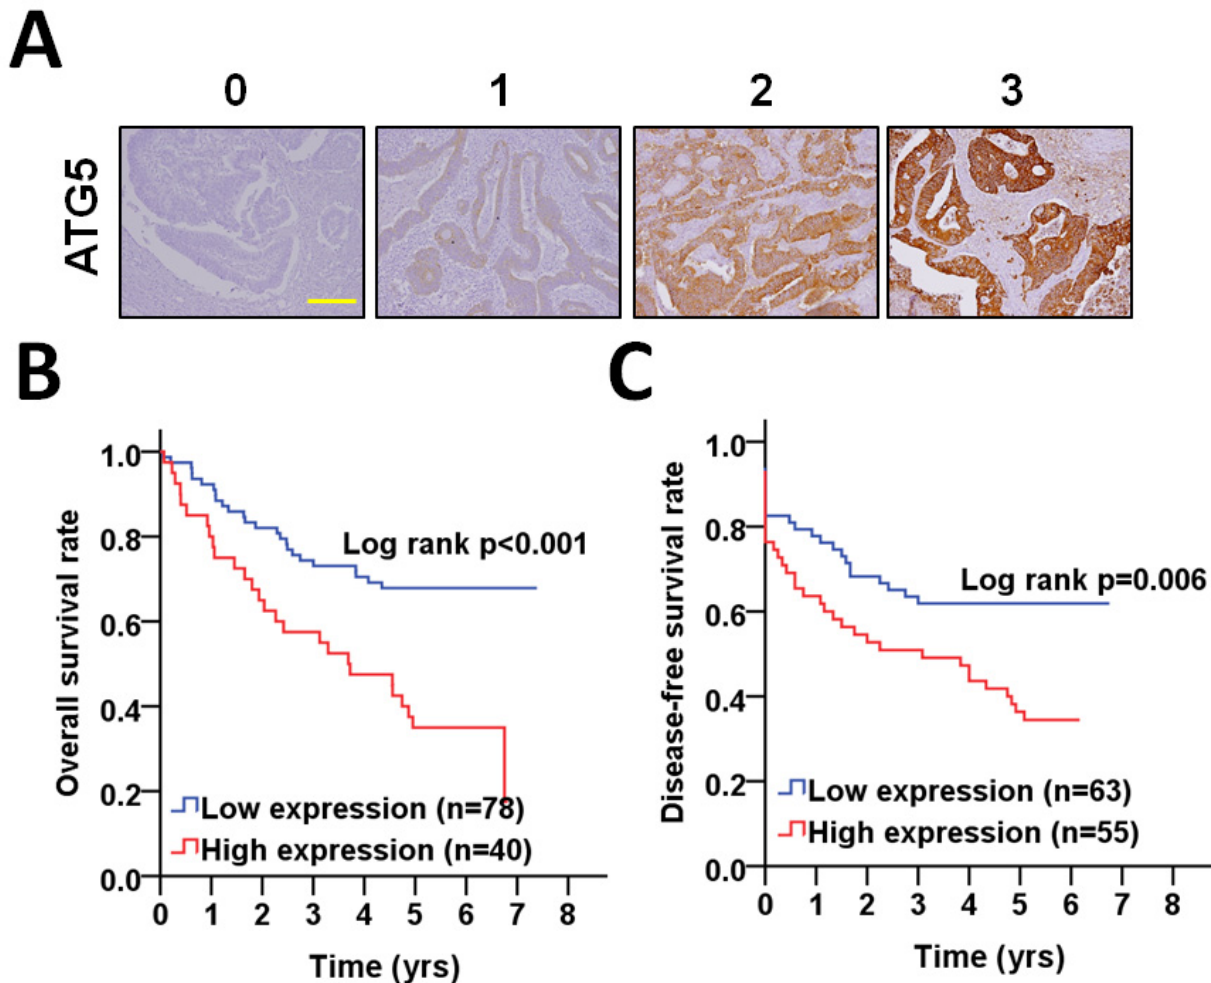 A
0 1 2 3
ATG5
B
Overall survival rate
1.0
0.8
0.6
0.4
0.2
0.0
Log rank p<0.001
Low expression (n=78)
High expression (n=40)
0 1 2 3 4 5 6 7 8
Time (yrs)
C
Disease-free survival rate
1.0
0.8
0.6
0.4
0.2
0.0
Log rank p=0.006
Low expression (n=63)
High expression (n=55)
0 1 2 3 4 5 6 7 8
Time (yrs)